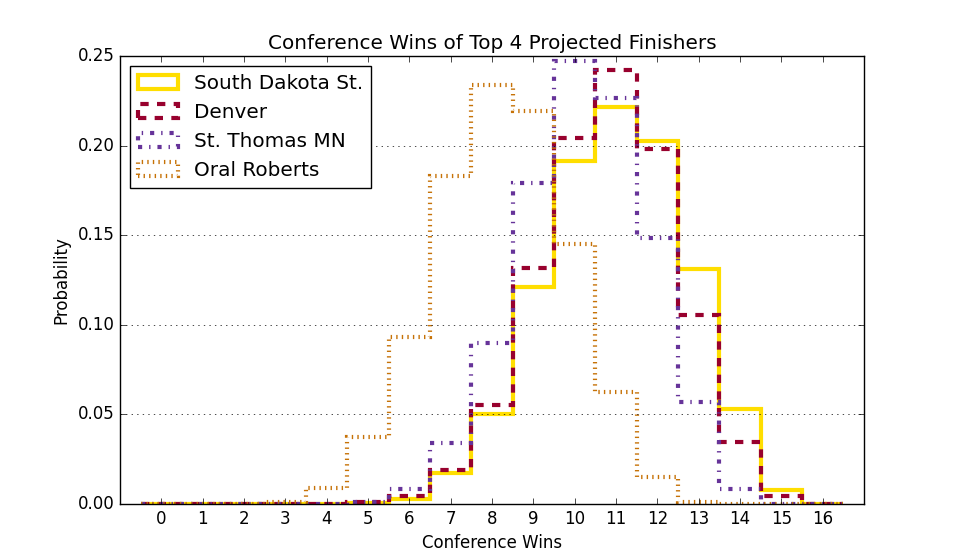 Conference Wins of Top 4 Projected Finishers
South Dakota St.
Denver
St. Thomas MN
Oral Roberts
0.25
0.20
0.15
0.10
0.05
0.00
Probability
0 1 2 3 4 5 6 7 8 9 10 11 12 13 14 15 16
Conference Wins